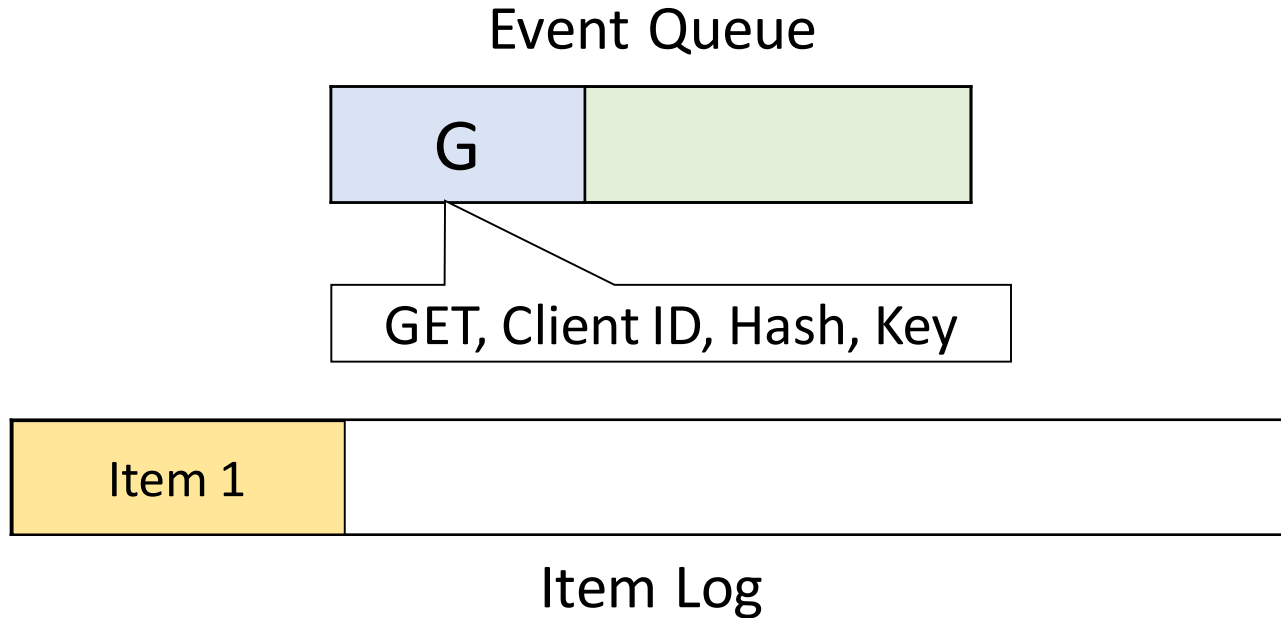 Event Queue
G
GET, Client ID, Hash, Key
Item 1
Item Log